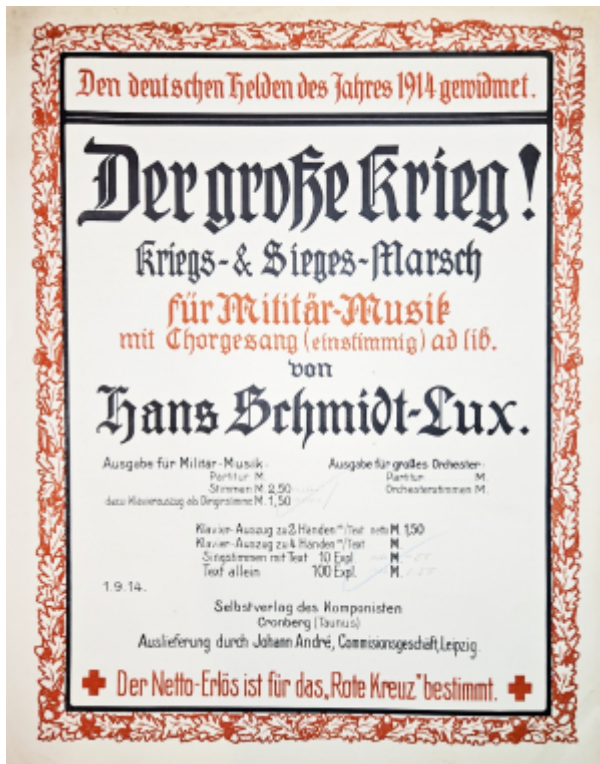 Den deutschen Helden des Jahres 1914 gewidmet.
Der große Krieg!
Kriegs- & Sieges-Marsch
für Militär-Musik
mit Chorgesang (einstimmig) ad lib.
von
Hans Schmidt-Lux.
Ausgabe für Militär-Musik.
Partitur M.
Stimmen M. 2,50
dazu Klavierauszug als Dirigirstimme M. 1,50
Ausgabe für großes Orchester.
Partitur M.
Orchesterstimmen M.
Klavier-Auszug zu 2 Händen m/Text netto M. 1,50
Klavier-Auszug zu 4 Händen m/Text M.
Singstimmen mit Text 10 Expl. M.
Text allein 100 Expl. M.
1.9.14.
Selbstverlag des Komponisten
Cronberg (Taunus)
Auslieferung durch Johann André, Commisionsgeschäft, Leipzig.
Der Netto-Erlös ist für das „Rote Kreuz" bestimmt.